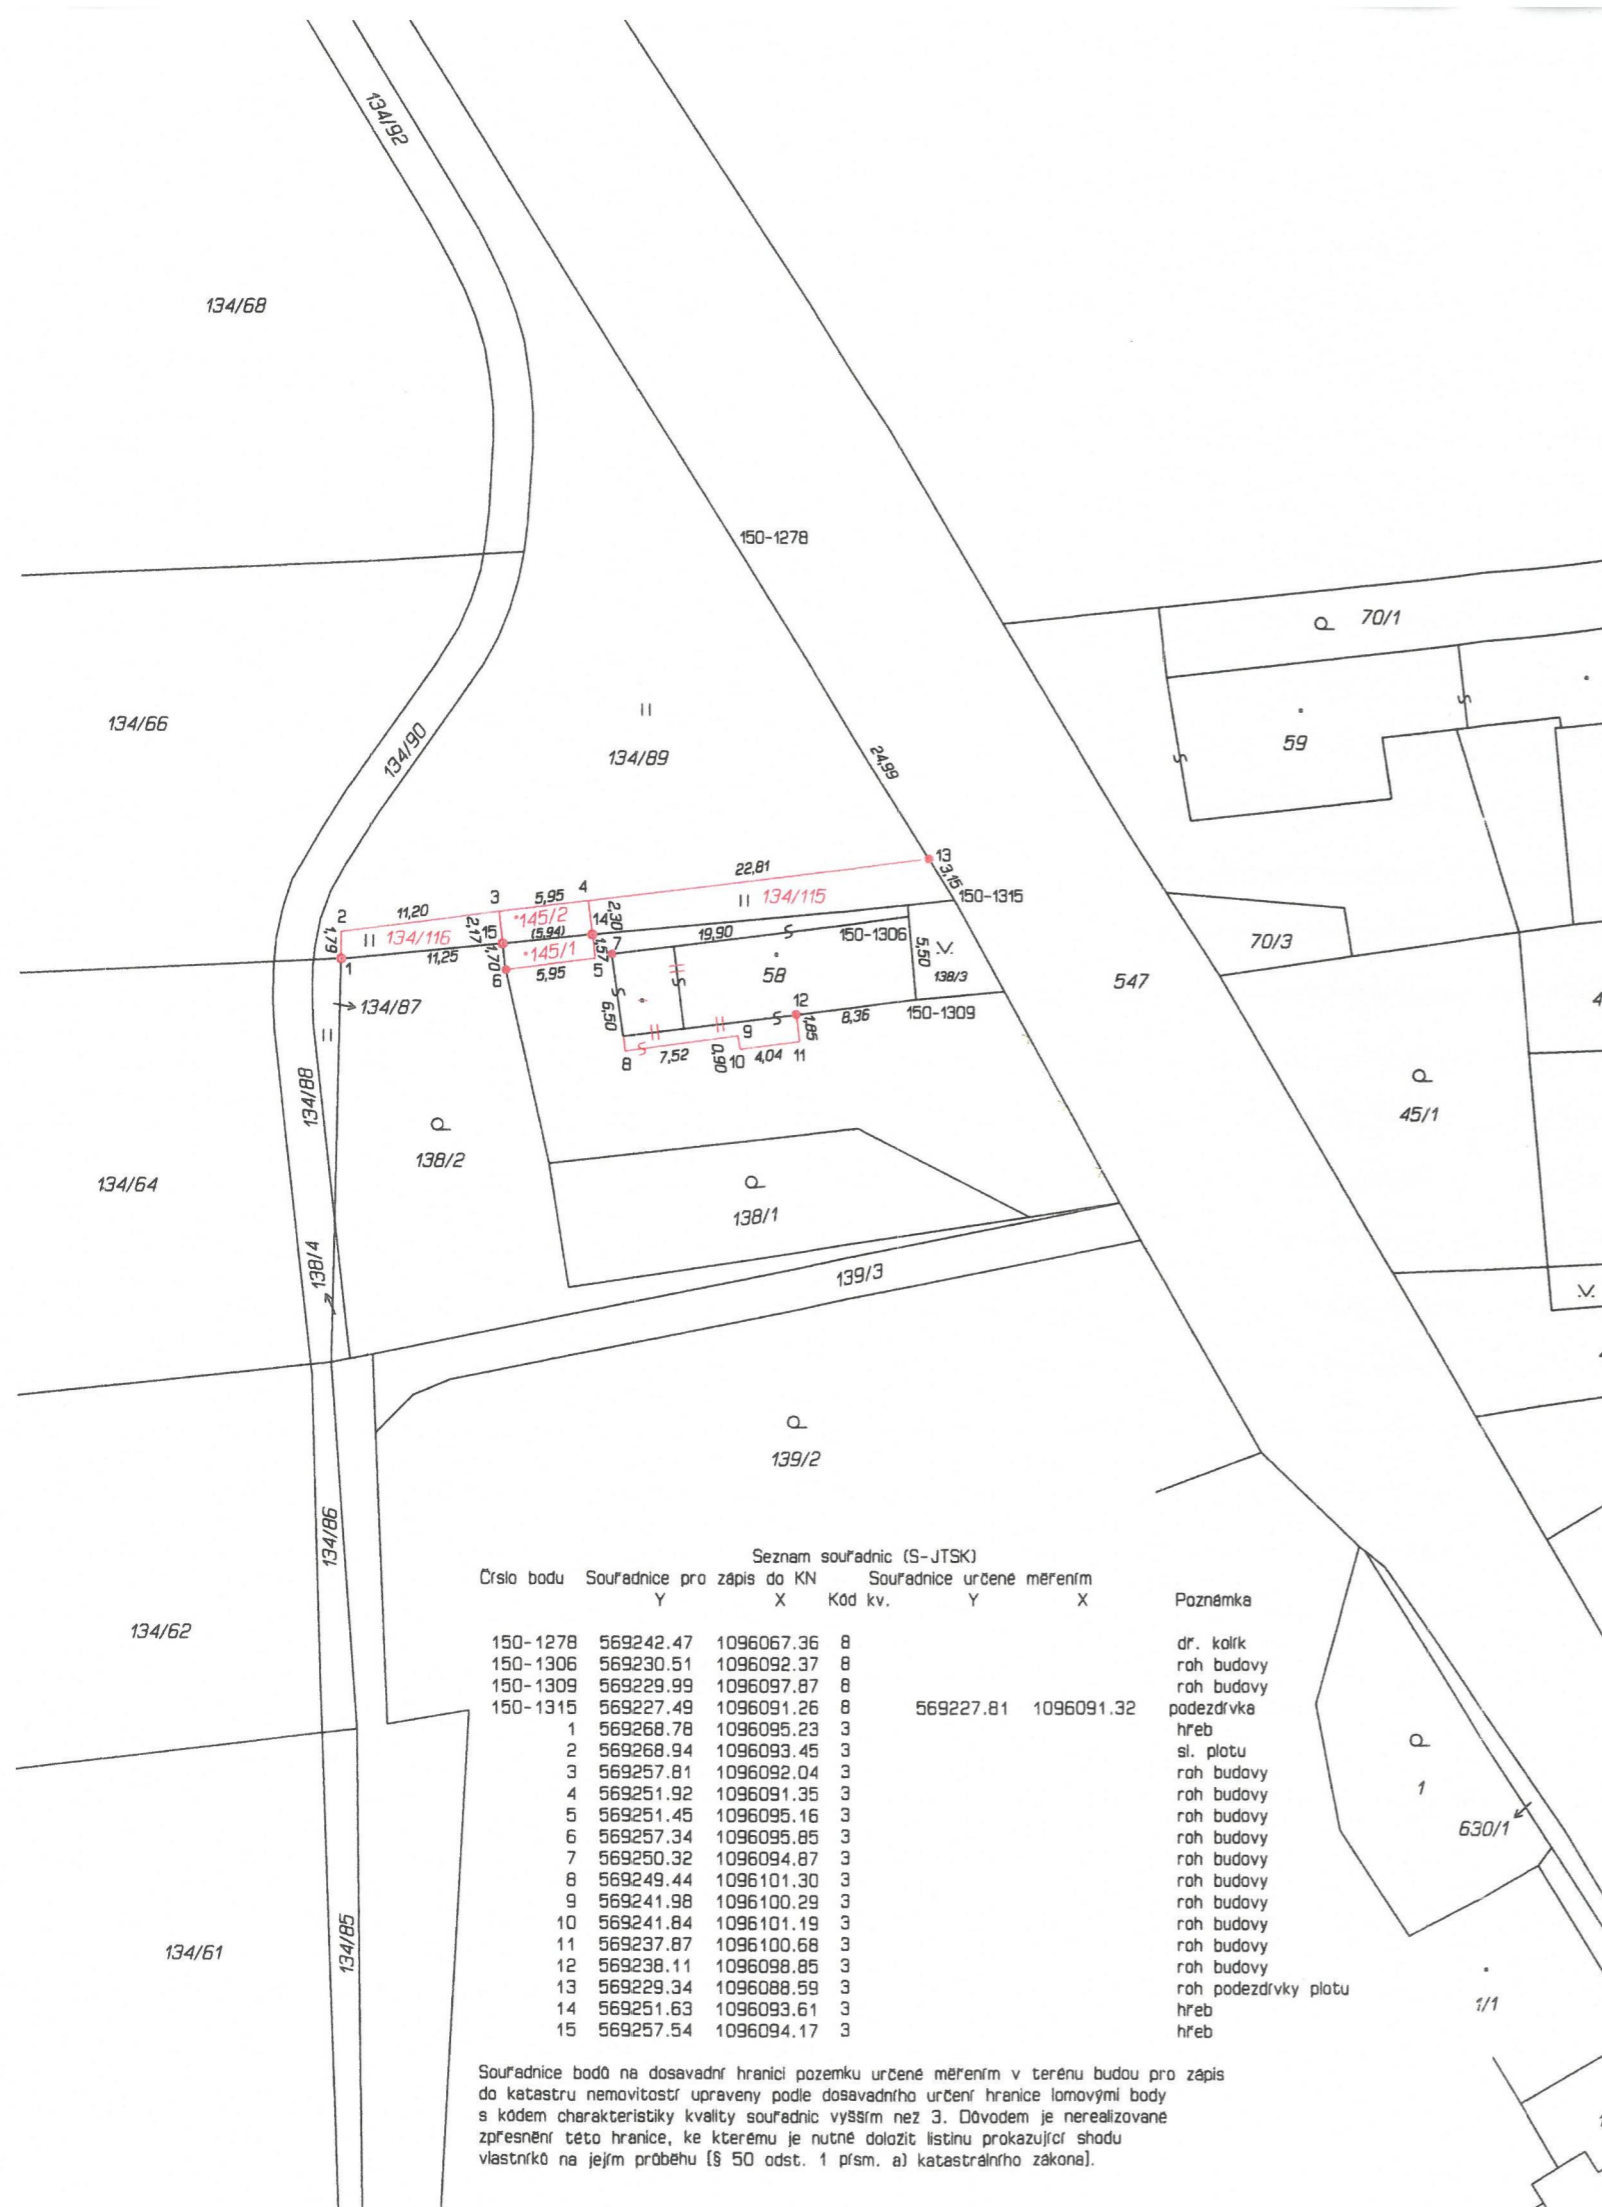 134/92
134/68
150-1278
70/1
59
134/66
134/90
134/89
24,99
13
3,15
22,81
134/115
150-1315
2
11,20
3
5,95
4
1,79
134/116
2,17
15
*145/2
2,30
14
(5,94)
*145/1
1,57
7
19,90
150-1306
1
11,25
1,70
6
5,95
5
58
5,50
138/3
70/3
547
134/87
6,50
12
1,85
8,36
150-1309
9
8
7,52
0,90
10
4,04
11
134/88
138/2
45/1
134/64
138/1
138/4
139/3
139/2
134/86
134/62
134/61
134/85
1
630/1
1/1
Seznam souřadnic (S-JTSK)
Číslo bodu Souřadnice pro zápis do KN Souřadnice určené měřením
Y X Kód kv. Y X Poznámka
150-1278 569242.47 1096067.36 8 dř. kolík
150-1306 569230.51 1096092.37 8 roh budovy
150-1309 569229.99 1096097.87 8 roh budovy
150-1315 569227.49 1096091.26 8 569227.81 1096091.32 podezdívka
1 569268.78 1096095.23 3 hřeb
2 569268.94 1096093.45 3 sl. plotu
3 569257.81 1096092.04 3 roh budovy
4 569251.92 1096091.35 3 roh budovy
5 569251.45 1096095.16 3 roh budovy
6 569257.34 1096095.85 3 roh budovy
7 569250.32 1096094.87 3 roh budovy
8 569249.44 1096101.30 3 roh budovy
9 569241.98 1096100.29 3 roh budovy
10 569241.84 1096101.19 3 roh budovy
11 569237.87 1096100.68 3 roh budovy
12 569238.11 1096098.85 3 roh budovy
13 569229.34 1096088.59 3 roh podezdívky plotu
14 569251.63 1096093.61 3 hřeb
15 569257.54 1096094.17 3 hřeb
Souřadnice bodů na dosavadní hranici pozemku určené měřením v terénu budou pro zápis
do katastru nemovitostí upraveny podle dosavadního určení hranice lomovými body
s kódem charakteristiky kvality souřadnic vyšším než 3. Důvodem je nerealizované
zpřesnění této hranice, ke kterému je nutné doložit listinu prokazující shodu
vlastníků na jejím průběhu [§ 50 odst. 1 písm. a) katastrálního zákona].